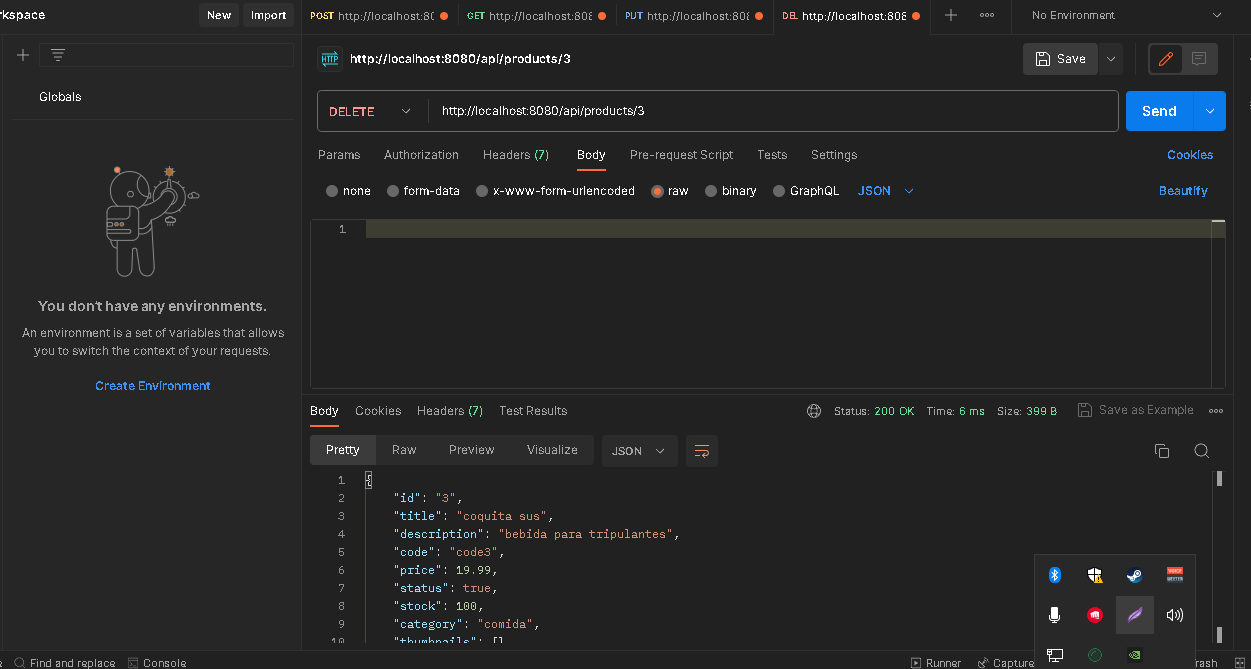 kspace
New
Import
POST http://localhost:80
GET http://localhost:808
PUT http://localhost:808
DEL http://localhost:808
No Environment
HTTP
http://localhost:8080/api/products/3
Save
Globals
DELETE
http://localhost:8080/api/products/3
Send
Params
Authorization
Headers (7)
Body
Pre-request Script
Tests
Settings
Cookies
none
form-data
x-www-form-urlencoded
raw
binary
GraphQL
JSON
Beautify
1
You don't have any environments.
An environment is a set of variables that allows
you to switch the context of your requests.
Create Environment
Body
Cookies
Headers (7)
Test Results
Status: 200 OK
Time: 6 ms
Size: 399 B
Save as Example
Pretty
Raw
Preview
Visualize
JSON
1 {
2 "id": "3",
3 "title": "coquita sus",
4 "description": "bebida para tripulantes",
5 "code": "code3",
6 "price": 19.99,
7 "status": true,
8 "stock": 100,
9 "category": "comida",
10 "thumbnails": []
Find and replace
Console
Runner
Capture
rash